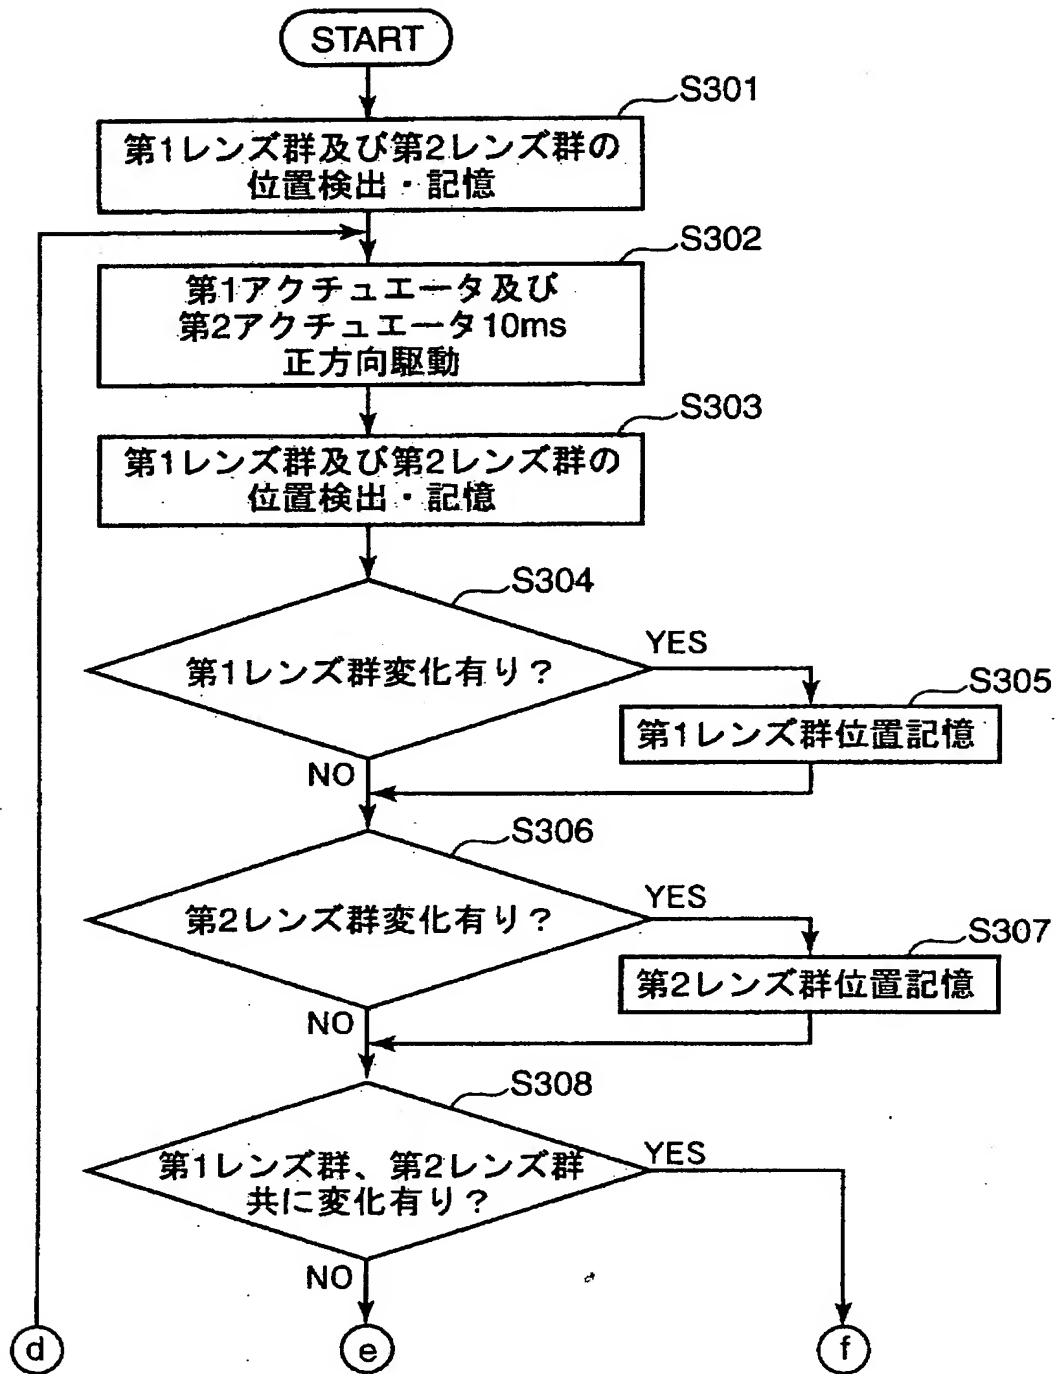 START
S301
第1レンズ群及び第2レンズ群の
位置検出・記憶
S302
第1アクチュエータ及び
第2アクチュエータ10ms
正方向駆動
S303
第1レンズ群及び第2レンズ群の
位置検出・記憶
S304
第1レンズ群変化有り？
YES
S305
第1レンズ群位置記憶
NO
S306
第2レンズ群変化有り？
YES
S307
第2レンズ群位置記憶
NO
S308
第1レンズ群、第2レンズ群
共に変化有り？
YES
NO
d
e
f